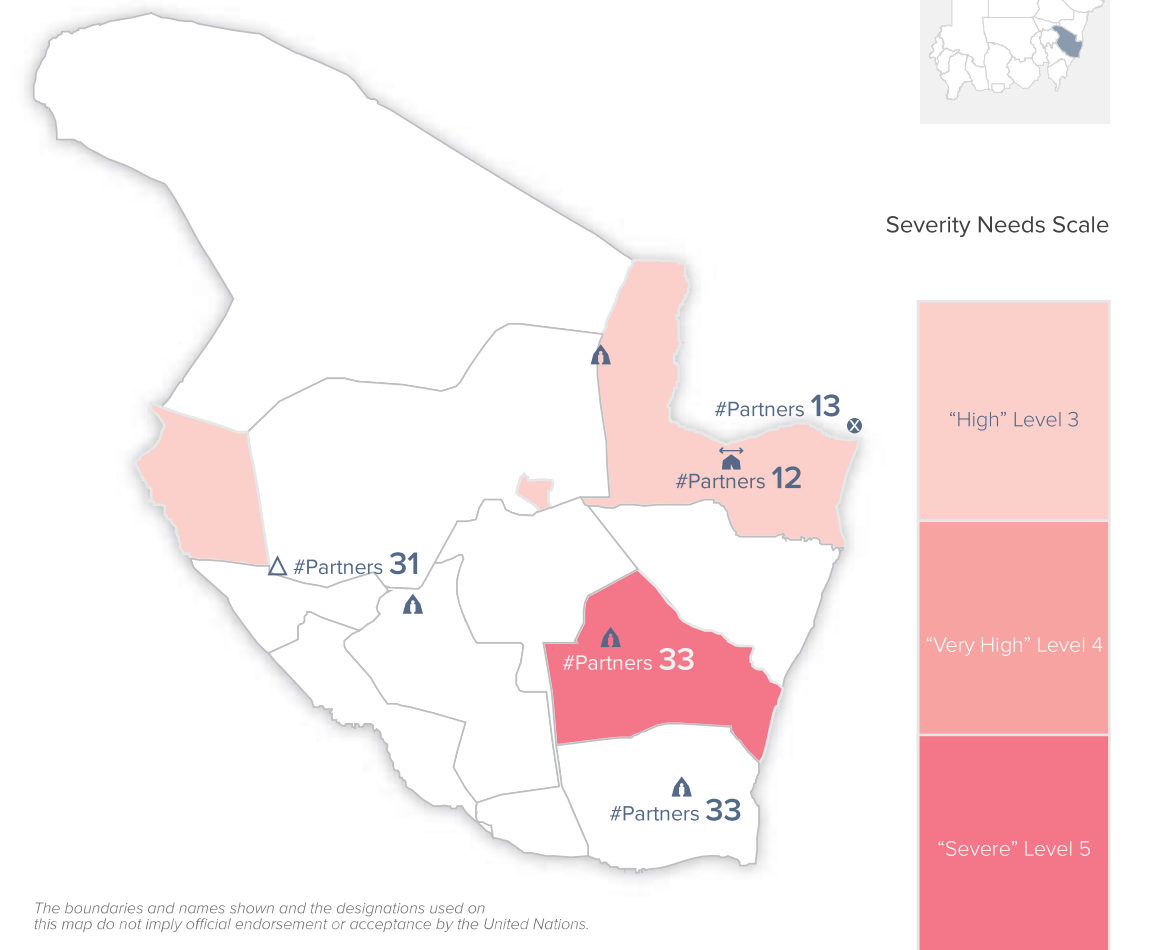 Severity Needs Scale
“High” Level 3
#Partners 13
#Partners 12
#Partners 31
“Very High” Level 4
#Partners 33
#Partners 33
“Severe” Level 5
The boundaries and names shown and the designations used on
this map do not imply official endorsement or acceptance by the United Nations.